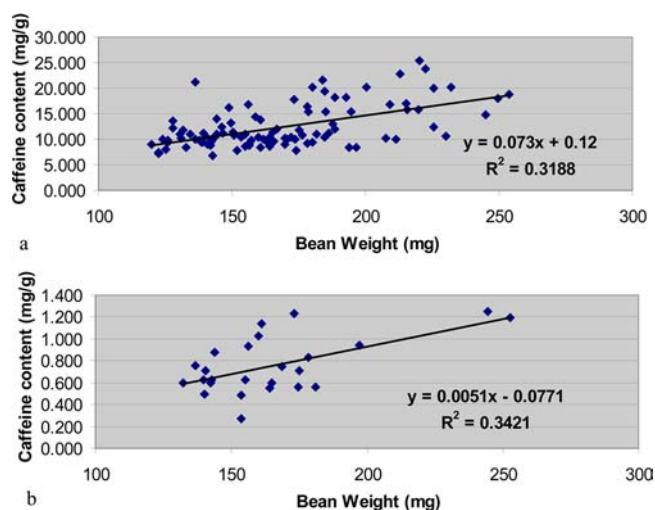 a
Caffeine content (mg/g)
30.000
25.000
20.000
15.000
10.000
5.000
0.000
y = 0.073x + 0.12
R² = 0.3188
100
150
200
250
300
Bean Weight (mg)
b
Caffeine content (mg/g)
1.400
1.200
1.000
0.800
0.600
0.400
0.200
0.000
y = 0.0051x - 0.0771
R² = 0.3421
100
150
200
250
300
Bean Weight (mg)